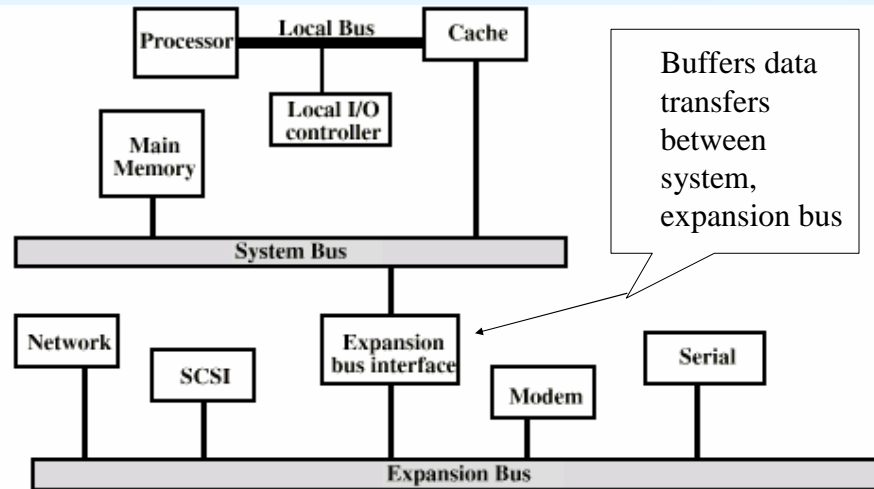 Local Bus
Processor
Cache
Local I/O
controller
Main
Memory
Buffers data
transfers
between
system,
expansion bus
System Bus
Network
SCSI
Expansion
bus interface
Modem
Serial
Expansion Bus